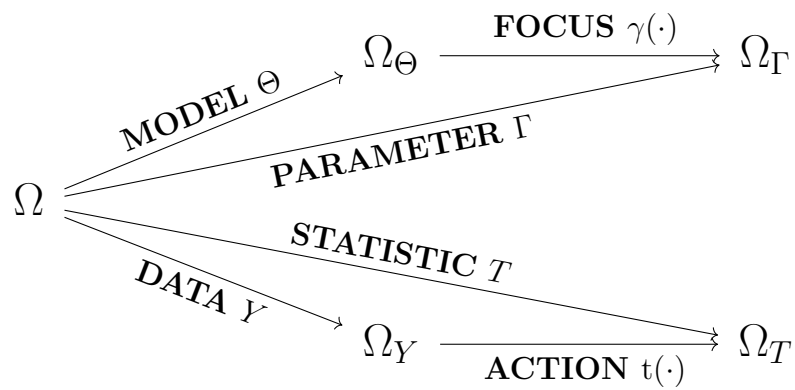 FOCUS γ(·)
Ω_Θ
Ω_Γ
MODEL Θ
PARAMETER Γ
Ω
STATISTIC T
DATA Y
Ω_Y
Ω_T
ACTION t(·)